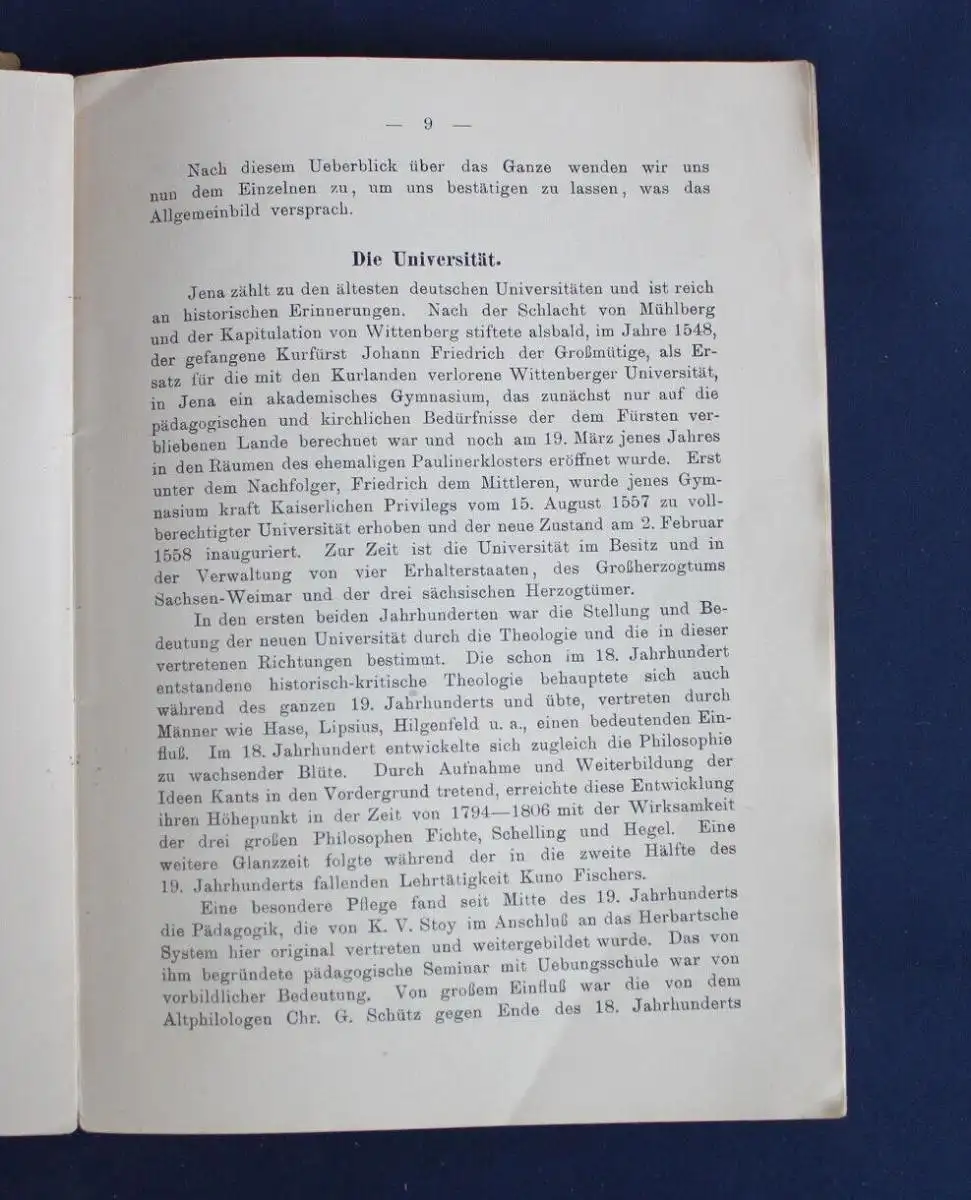 — 9 —
Nach diesem Ueberblick über das Ganze wenden wir uns
nun dem Einzelnen zu, um uns bestätigen zu lassen, was das
Allgemeinbild versprach.
Die Universität.
Jena zählt zu den ältesten deutschen Universitäten und ist reich
an historischen Erinnerungen. Nach der Schlacht von Mühlberg
und der Kapitulation von Wittenberg stiftete alsbald, im Jahre 1548,
der gefangene Kurfürst Johann Friedrich der Großmütige, als Er-
satz für die mit den Kurlanden verlorene Wittenberger Universität,
in Jena ein akademisches Gymnasium, das zunächst nur auf die
pädagogischen und kirchlichen Bedürfnisse der dem Fürsten ver-
bliebenen Lande berechnet war und noch am 19. März jenes Jahres
in den Räumen des ehemaligen Paulinerklosters eröffnet wurde. Erst
unter dem Nachfolger, Friedrich dem Mittleren, wurde jenes Gym-
nasium kraft Kaiserlichen Privilegs vom 15. August 1557 zu voll-
berechtigter Universität erhoben und der neue Zustand am 2. Februar
1558 inauguriert. Zur Zeit ist die Universität im Besitz und in
der Verwaltung von vier Erhalterstaaten, des Großherzogtums
Sachsen-Weimar und der drei sächsischen Herzogtümer.
In den ersten beiden Jahrhunderten war die Stellung und Be-
deutung der neuen Universität durch die Theologie und die in dieser
vertretenen Richtungen bestimmt. Die schon im 18. Jahrhundert
entstandene historisch-kritische Theologie behauptete sich auch
während des ganzen 19. Jahrhunderts und übte, vertreten durch
Männer wie Hase, Lipsius, Hilgenfeld u. a., einen bedeutenden Ein-
fluß. Im 18. Jahrhundert entwickelte sich zugleich die Philosophie
zu wachsender Blüte. Durch Aufnahme und Weiterbildung der
Ideen Kants in den Vordergrund tretend, erreichte diese Entwicklung
ihren Höhepunkt in der Zeit von 1794—1806 mit der Wirksamkeit
der drei großen Philosophen Fichte, Schelling und Hegel. Eine
weitere Glanzzeit folgte während der in die zweite Hälfte des
19. Jahrhunderts fallenden Lehrtätigkeit Kuno Fischers.
Eine besondere Pflege fand seit Mitte des 19. Jahrhunderts
die Pädagogik, die von K. V. Stoy im Anschluß an das Herbartsche
System hier original vertreten und weitergebildet wurde. Das von
ihm begründete pädagogische Seminar mit Uebungsschule war von
vorbildlicher Bedeutung. Von großem Einfluß war die von dem
Altphilologen Chr. G. Schütz gegen Ende des 18. Jahrhunderts